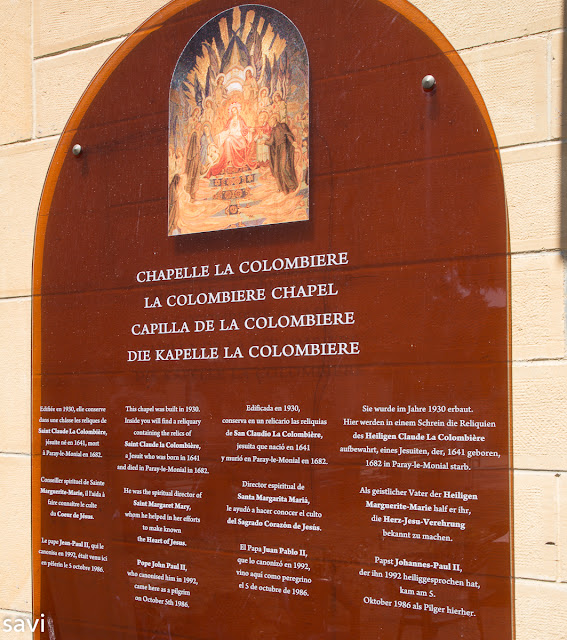 CHAPELLE LA COLOMBIERE
LA COLOMBIERE CHAPEL
CAPILLA DE LA COLOMBIERE
DIE KAPELLE LA COLOMBIERE
Edifiée en 1930, elle conserve
dans une châsse les reliques de
Saint Claude La Colombière,
jésuite né en 1641, mort
à Paray-le-Monial en 1682.
Conseiller spirituel de Sainte
Marguerite-Marie, il l'aida à
faire connaître le culte
du Coeur de Jésus.
Le pape Jean-Paul II, qui le
canonisa en 1992, était venu ici
en pèlerin le 5 octobre 1986.
This chapel was built in 1930.
Inside you will find a reliquary
containing the relics of
Saint Claude la Colombière,
a Jesuit who was born in 1641
and died in Paray-le-Monial in 1682.
He was the spiritual director of
Saint Margaret Mary,
whom he helped in her efforts
to make known
the Heart of Jesus.
Pope John Paul II,
who canonised him in 1992,
came here as a pilgrim
on October 5th 1986.
Edificada en 1930,
conserva en un relicario las reliquias
de San Claudio La Colombière,
jesuita que nació en 1641
y murió en Paray-le-Monial en 1682.
Director espiritual de
Santa Margarita Mariá,
le ayudó a hacer conocer el culto
del Sagrado Corazón de Jesús.
El Papa Juan Pablo II,
que lo canonizó en 1992,
vino aquí como peregrino
el 5 de octubre de 1986.
Sie wurde im Jahre 1930 erbaut.
Hier werden in einem Schrein die Reliquien
des Heiligen Claude La Colombière
aufbewahrt, eines Jesuiten, der, 1641 geboren,
1682 in Paray-le-Monial starb.
Als geistlicher Vater der Heiligen
Marguerite-Marie half er ihr,
die Herz-Jesu-Verehrung
bekannt zu machen.
Papst Johannes-Paul II,
der ihn 1992 heiliggesprochen hat,
kam am 5.
Oktober 1986 als Pilger hierher.
savi